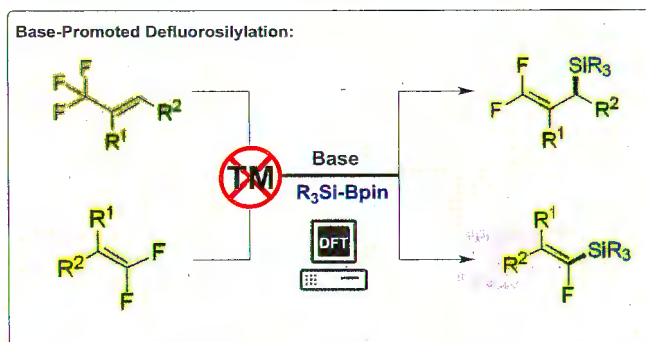 Base-Promoted Defluorosilylation:
F
F
F
R1
R2
F
F
SiR3
R2
R1
TM
Base
R3Si-Bpin
R1
R2
F
F
DFT
R1
R2
SiR3
F